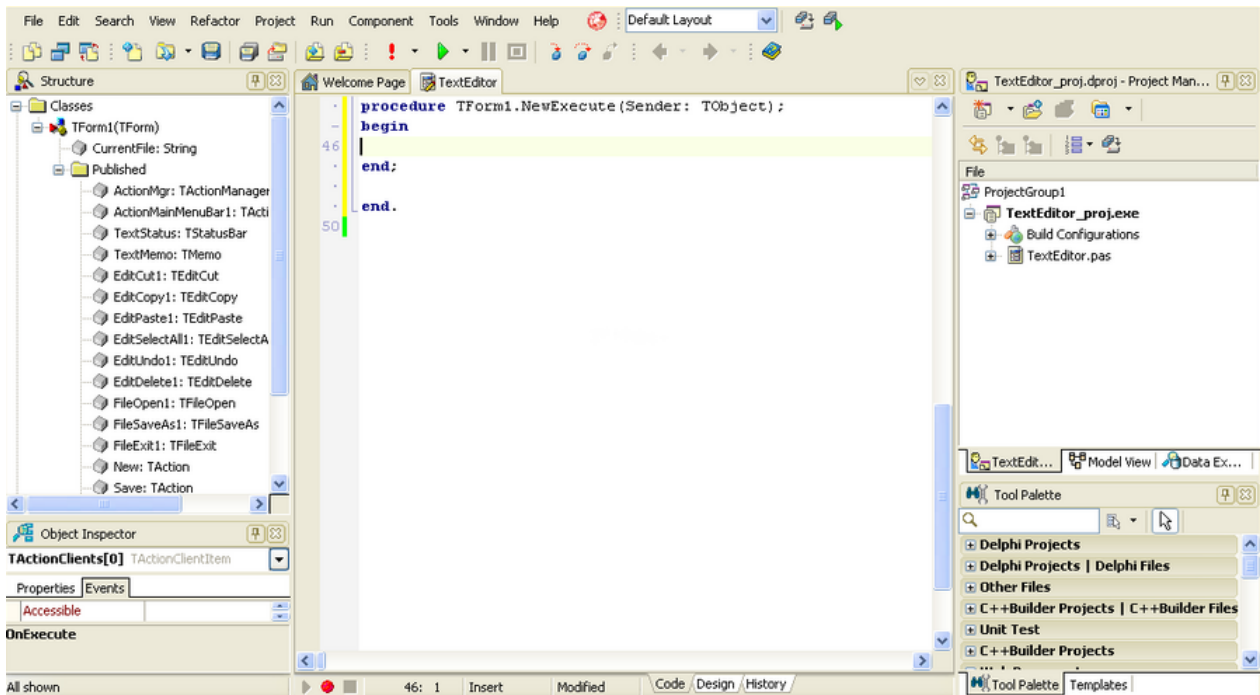 File Edit Search View Refactor Project Run Component Tools Window Help Default Layout
Structure
Classes
TForm1(TForm)
CurrentFile: String
Published
ActionMgr: TActionManager
ActionMainMenuBar1: TActi
TextStatus: TStatusBar
TextMemo: TMemo
EditCut1: TEditCut
EditCopy1: TEditCopy
EditPaste1: TEditPaste
EditSelectAll1: TEditSelectA
EditUndo1: TEditUndo
EditDelete1: TEditDelete
FileOpen1: TFileOpen
FileSaveAs1: TFileSaveAs
FileExit1: TFileExit
New: TAction
Save: TAction
Object Inspector
TActionClients[0] TActionClientItem
Properties Events
Accessible
OnExecute
All shown
Welcome Page TextEditor
procedure TForm1.NewExecute(Sender: TObject);
begin
46
end;
end.
50
46: 1 Insert Modified Code Design History
TextEditor_proj.dproj - Project Man...
File
ProjectGroup1
TextEditor_proj.exe
Build Configurations
TextEditor.pas
TextEdit... Model View Data Ex...
Tool Palette
Delphi Projects
Delphi Projects | Delphi Files
Other Files
C++Builder Projects | C++Builder Files
Unit Test
C++Builder Projects
Tool Palette Templates